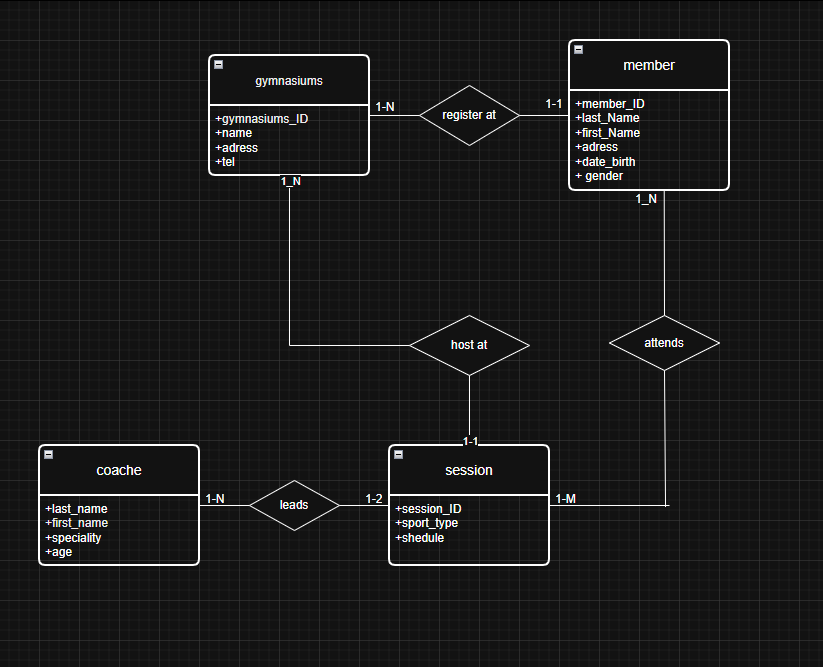 gymnasiums
+gymnasiums_ID
+name
+adress
+tel
1-N
register at
1-1
member
+member_ID
+last_Name
+first_Name
+adress
+date_birth
+ gender
1_N
1_N
host at
attends
1-1
coache
+last_name
+first_name
+speciality
+age
1-N
leads
1-2
session
+session_ID
+sport_type
+shedule
1-M